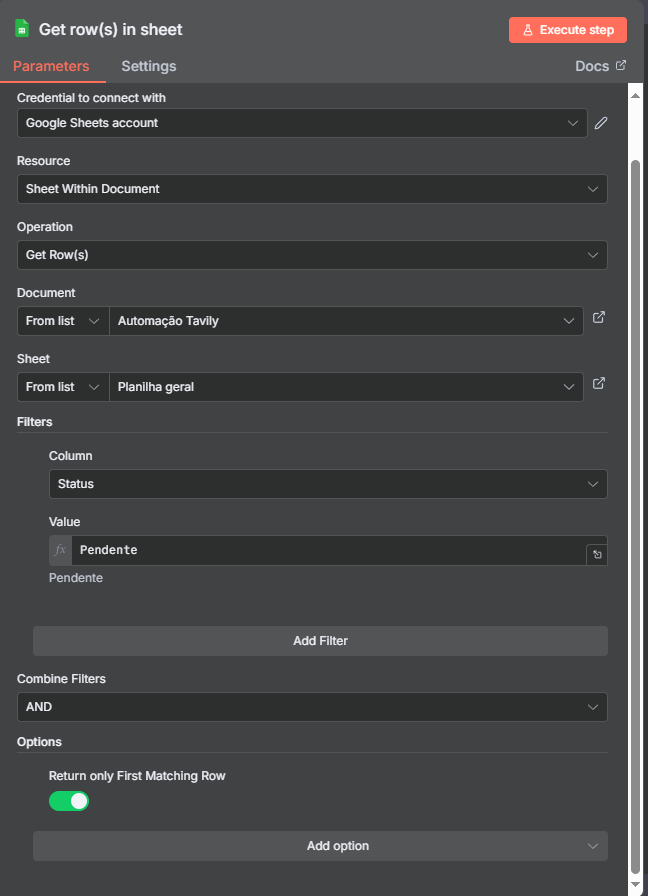 Get row(s) in sheet
Execute step
Parameters
Settings
Docs
Credential to connect with
Google Sheets account
Resource
Sheet Within Document
Operation
Get Row(s)
Document
From list
Automação Tavily
Sheet
From list
Planilha geral
Filters
Column
Status
Value
fx
Pendente
Pendente
Add Filter
Combine Filters
AND
Options
Return only First Matching Row
Add option